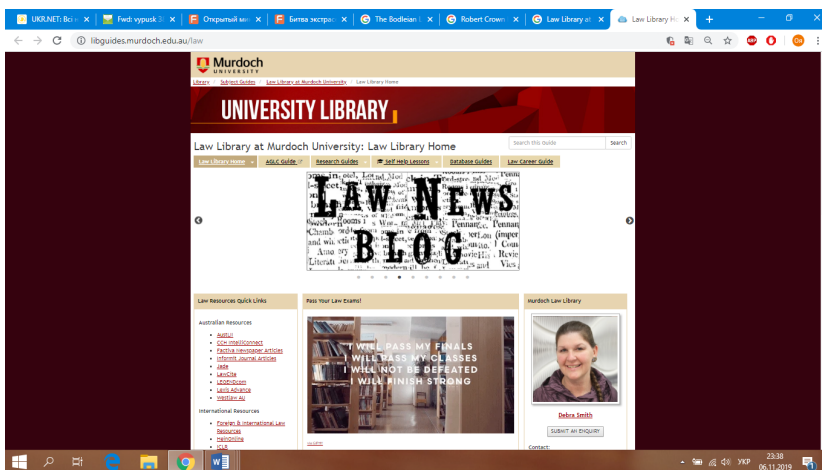 UKR.NET: Всі н
Fwd: vypusk 3
Открытый ми
Битва экстрас
The Bodleian L
Robert Crown
Law Library at
Law Library H
libguides.murdoch.edu.au/law
Murdoch
UNIVERSITY
Library / Subject Guides / Law Library at Murdoch University / Law Library Home
UNIVERSITY LIBRARY
Law Library at Murdoch University: Law Library Home
Search this Guide
Search
Law Library Home
AGLC Guide
Research Guides
Self Help Lessons
Database Guides
Law Career Guide
LAW NEWS
BLOG
Law Resources Quick Links
Australian Resources
AustLII
CCH IntelliConnect
Factiva Newspaper Articles
Informit Journal Articles
Jade
LawCite
LEGENDcom
Lexis Advance
Westlaw AU
International Resources
Foreign & International Law
Resources
HeinOnline
ICLR
Pass Your Law Exams!
I WILL PASS MY FINALS
I WILL PASS MY CLASSES
I WILL NOT BE DEFEATED
I WILL FINISH STRONG
Murdoch Law Library
Debra Smith
SUBMIT AN ENQUIRY
Contact:
УКР
23:38
06.11.2019